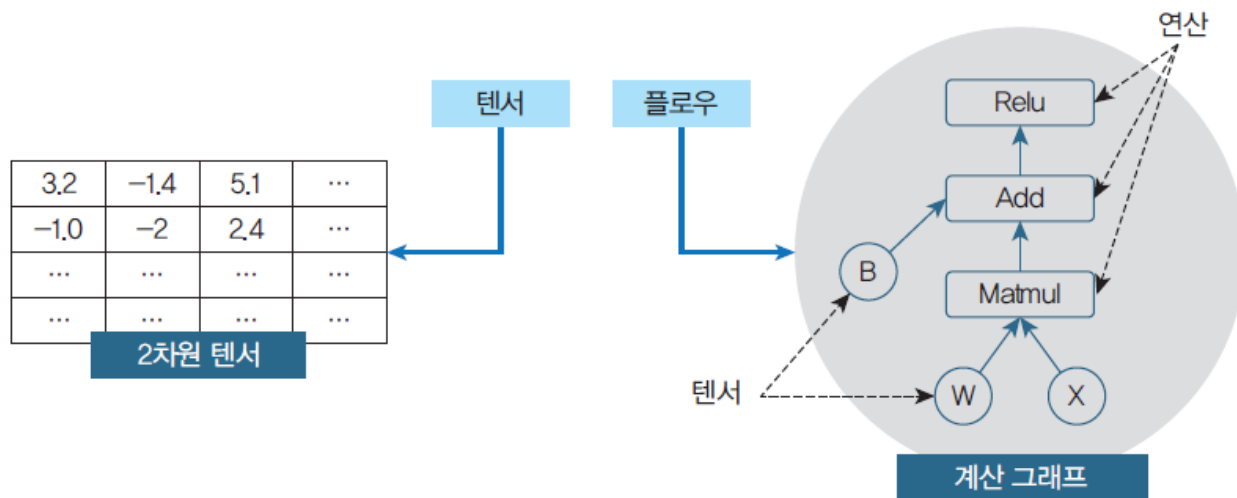 텐서
플로우
연산
3.2 −1.4 5.1 …
−1.0 −2 2.4 …
… … … …
… … … …
2차원 텐서
Relu
Add
B
Matmul
텐서
W
X
계산 그래프